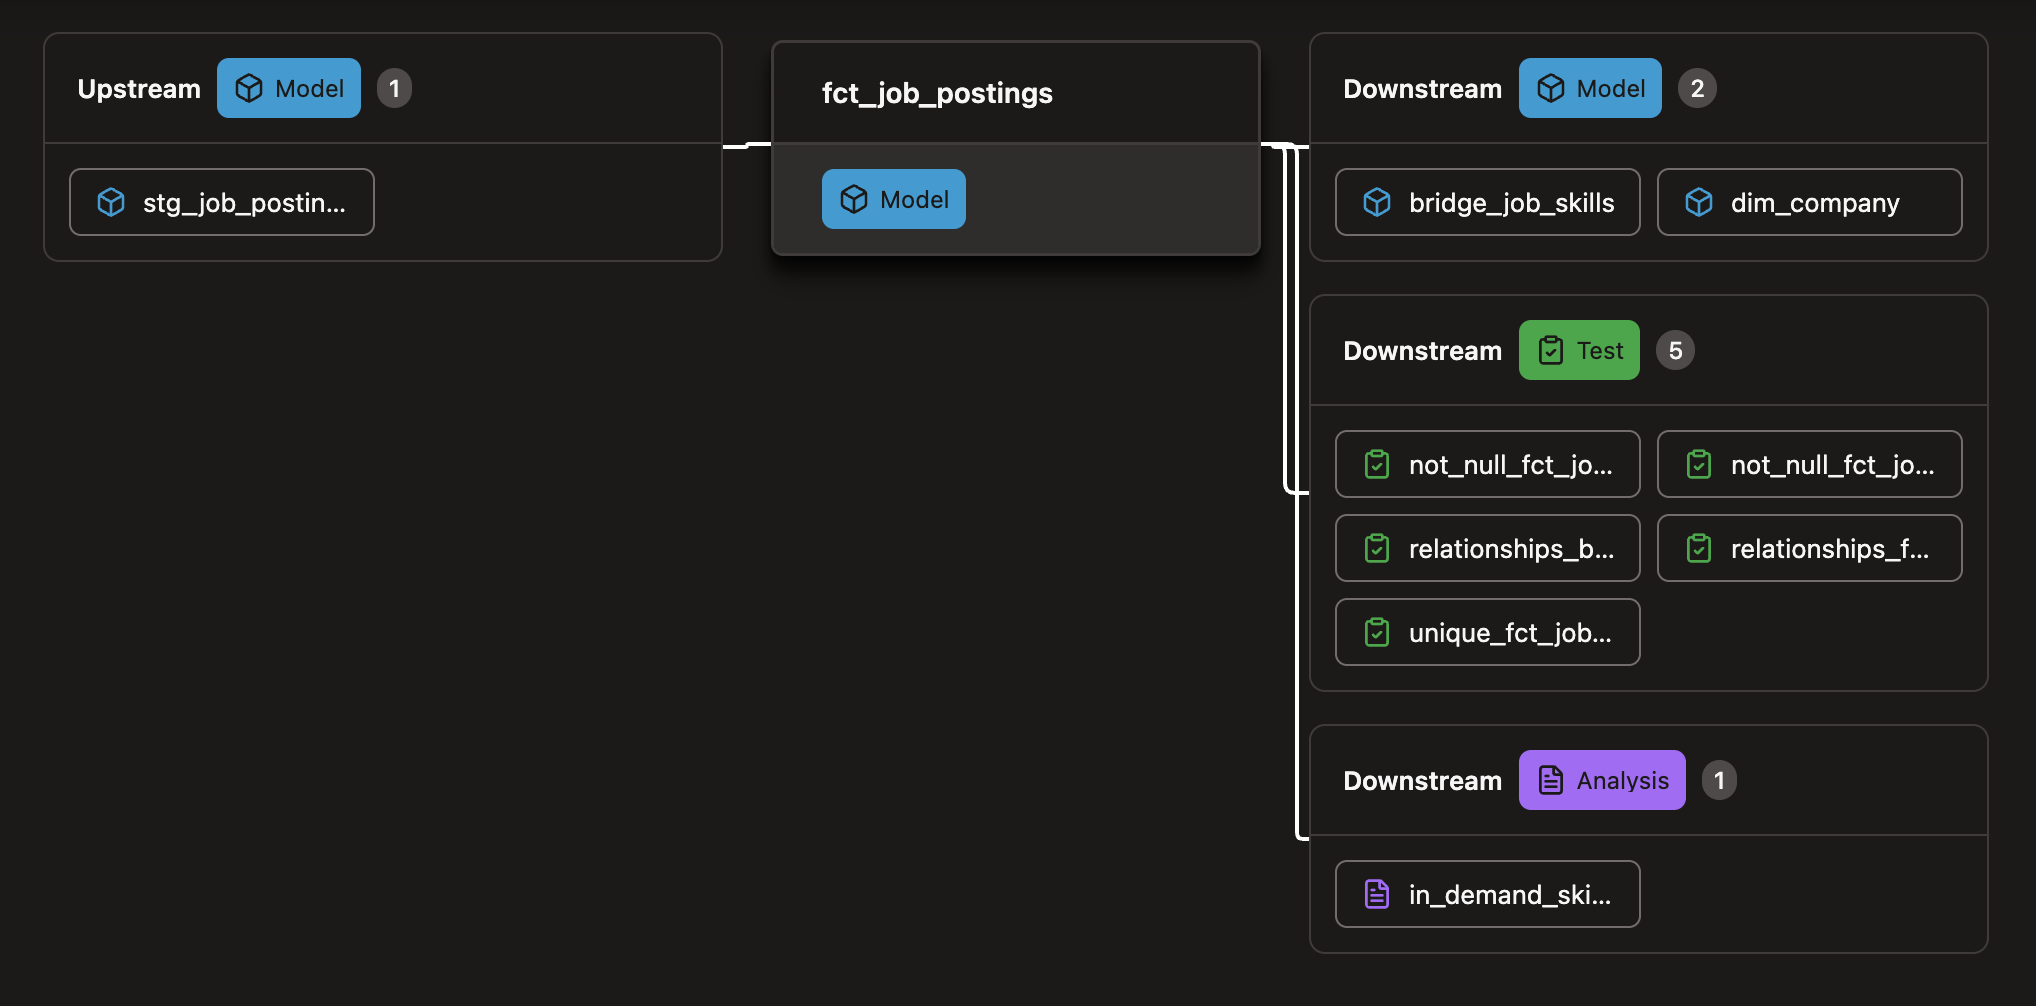 Upstream Model 1
stg_job_postin...
fct_job_postings
Model
Downstream Model 2
bridge_job_skills
dim_company
Downstream Test 5
not_null_fct_jo...
not_null_fct_jo...
relationships_b...
relationships_f...
unique_fct_job...
Downstream Analysis 1
in_demand_ski...